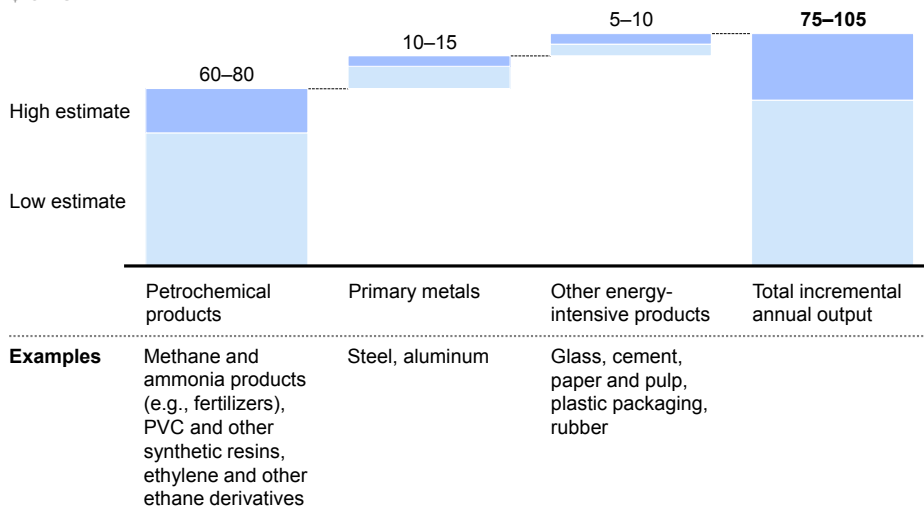 5–10
75–105
10–15
60–80
High estimate
Low estimate
Petrochemical
products
Primary metals
Other energy-
intensive products
Total incremental
annual output
Examples
Methane and
ammonia products
(e.g., fertilizers),
PVC and other
synthetic resins,
ethylene and other
ethane derivatives
Steel, aluminum
Glass, cement,
paper and pulp,
plastic packaging,
rubber